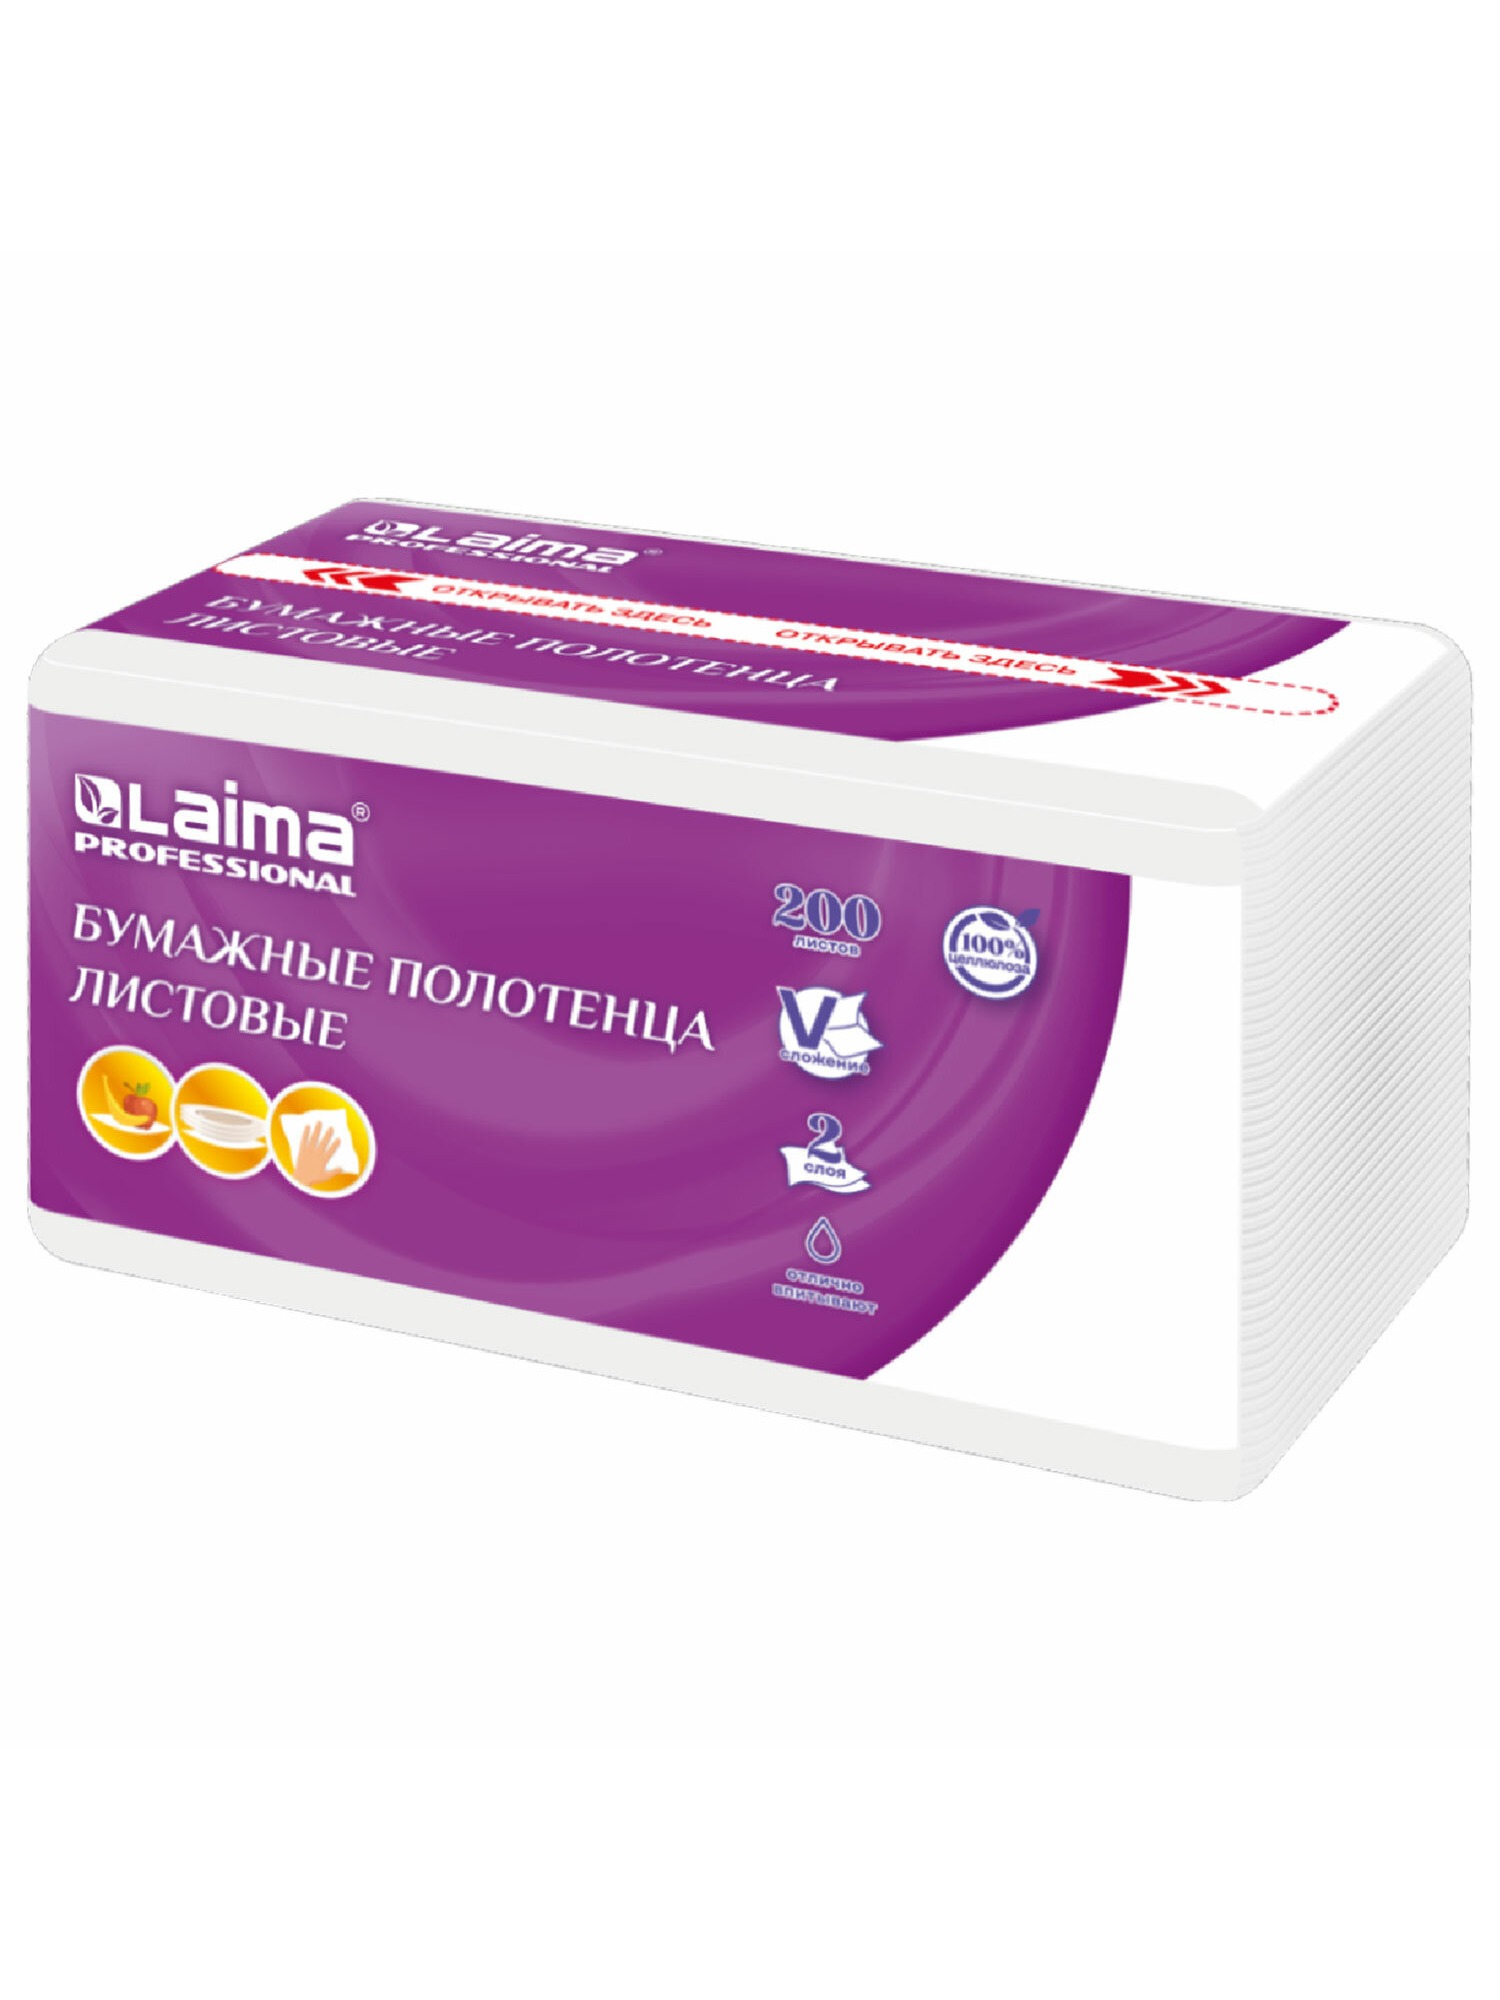 Laima®
PROFESSIONAL
ОТКРЫВАТЬ ЗДЕСЬ ОТКРЫВАТЬ ЗДЕСЬ
БУМАЖНЫЕ ПОЛОТЕНЦА
ЛИСТОВЫЕ
Laima®
PROFESSIONAL
БУМАЖНЫЕ ПОЛОТЕНЦА
ЛИСТОВЫЕ
200
ЛИСТОВ
100%
целлюлоза
V
сложение
2
слоя
отлично
впитывают